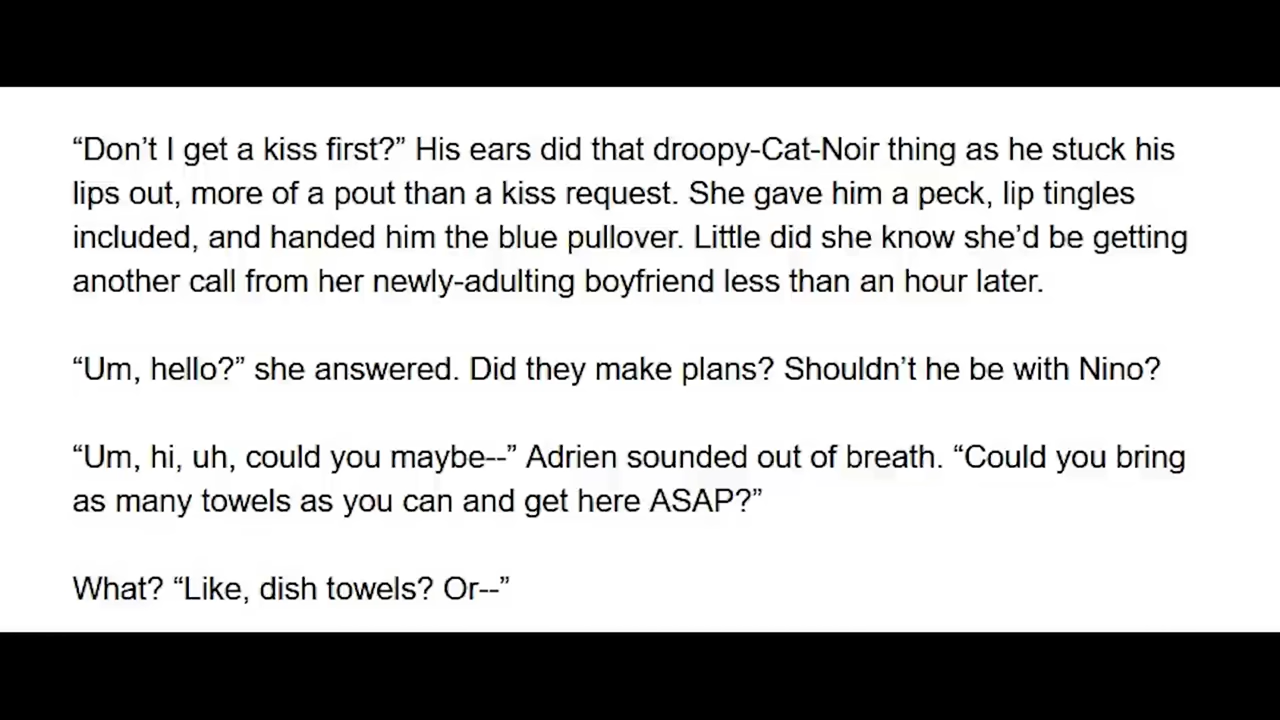 “Don’t I get a kiss first?” His ears did that droopy-Cat-Noir thing as he stuck his
lips out, more of a pout than a kiss request. She gave him a peck, lip tingles
included, and handed him the blue pullover. Little did she know she’d be getting
another call from her newly-adulting boyfriend less than an hour later.
“Um, hello?” she answered. Did they make plans? Shouldn’t he be with Nino?
“Um, hi, uh, could you maybe--” Adrien sounded out of breath. “Could you bring
as many towels as you can and get here ASAP?”
What? “Like, dish towels? Or--”